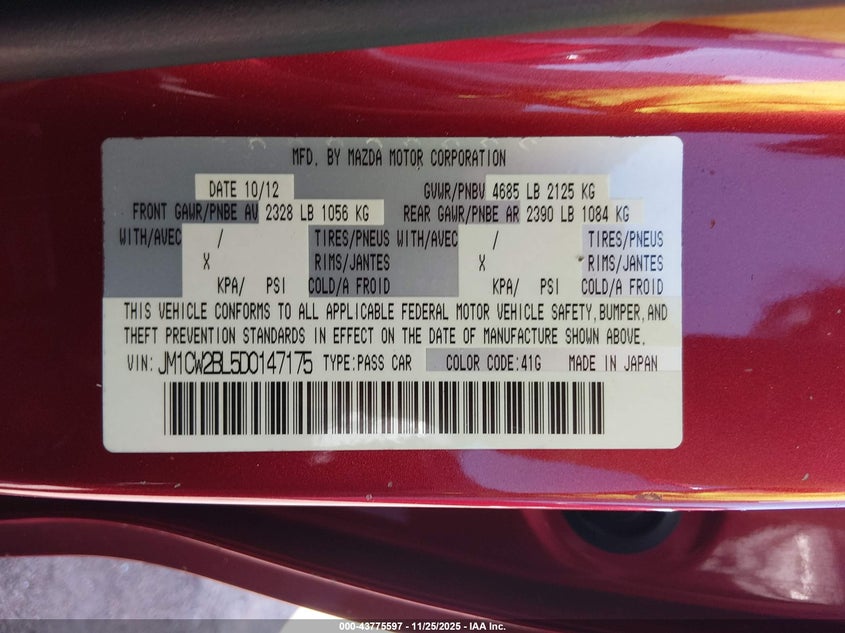 MFD. BY MAZDA MOTOR CORPORATION
DATE 10/12 GVWR/PNBV 4685 LB 2125 KG
FRONT GAWR/PNBE AV 2328 LB 1056 KG REAR GAWR/PNBE AR 2390 LB 1084 KG
WITH/AVEC / TIRES/PNEUS WITH/AVEC / TIRES/PNEUS
X RIMS/JANTES X RIMS/JANTES
KPA/ PSI COLD/A FROID KPA/ PSI COLD/A FROID
THIS VEHICLE CONFORMS TO ALL APPLICABLE FEDERAL MOTOR VEHICLE SAFETY, BUMPER, AND
THEFT PREVENTION STANDARDS IN EFFECT ON THE DATE OF MANUFACTURE SHOWN ABOVE.
VIN: JM1CW2BL5D0147175 TYPE:PASS CAR COLOR CODE:41G MADE IN JAPAN
000-43775597 - 11/25/2025 - IAA Inc.